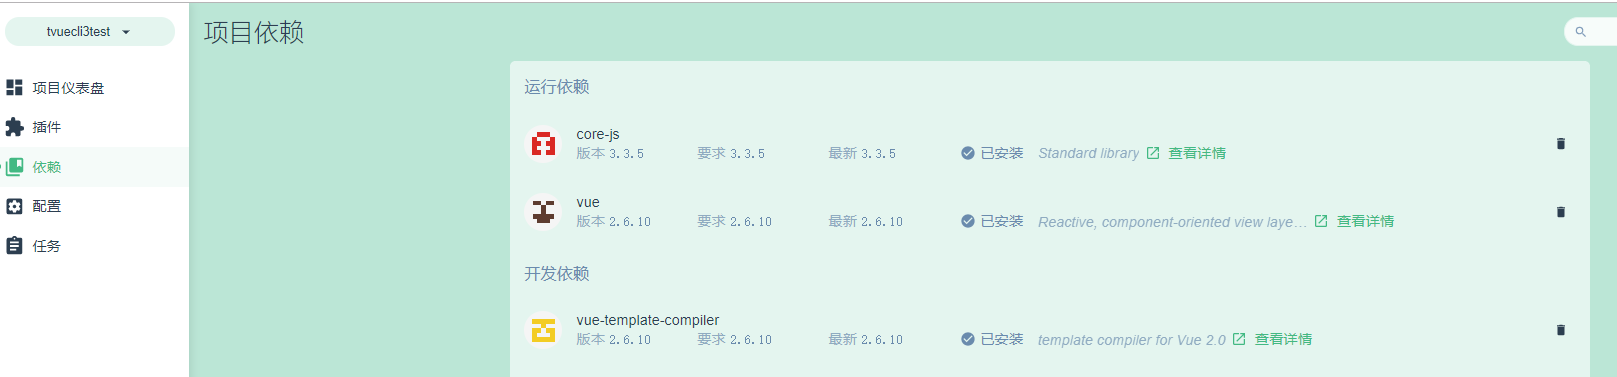 tvuecli3test
项目仪表盘
插件
依赖
配置
任务
项目依赖
运行依赖
core-js
版本 3.3.5 要求 3.3.5 最新 3.3.5 已安装 Standard library 查看详情
vue
版本 2.6.10 要求 2.6.10 最新 2.6.10 已安装 Reactive, component-oriented view laye... 查看详情
开发依赖
vue-template-compiler
版本 2.6.10 要求 2.6.10 最新 2.6.10 已安装 template compiler for Vue 2.0 查看详情